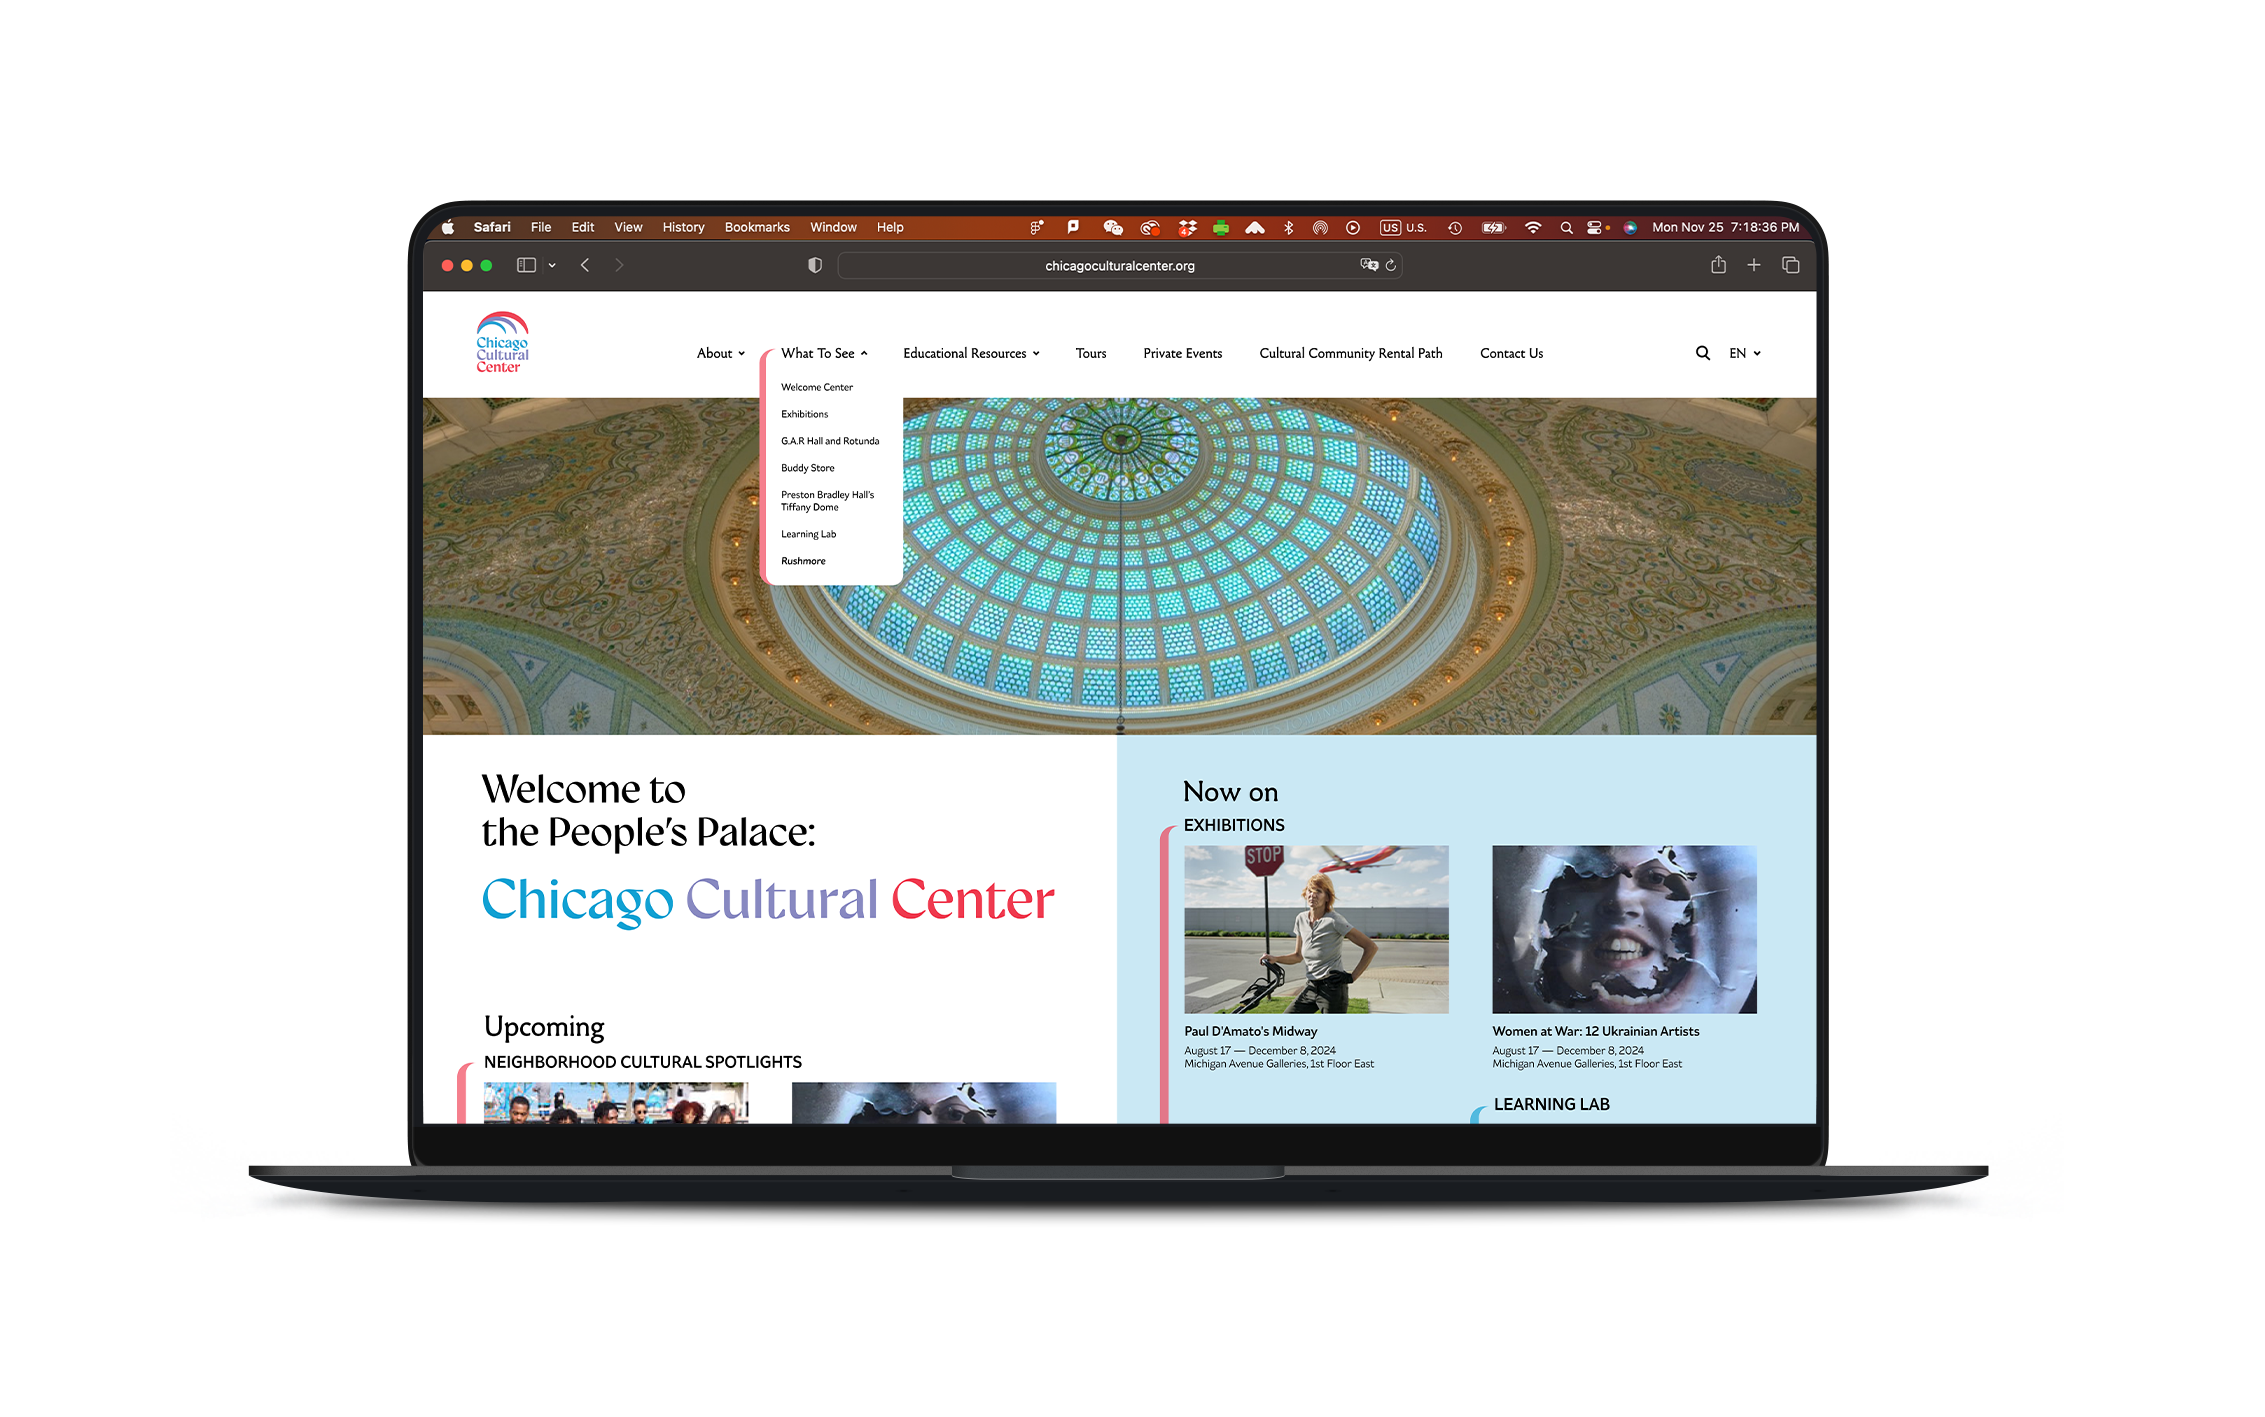 Safari File Edit View History Bookmarks Window Help
4 US U.S. Mon Nov 25 7:18:36 PM
chicagoculturalcenter.org
Chicago
Cultural
Center
About What To See Educational Resources Tours Private Events Cultural Community Rental Path Contact Us EN
Welcome Center
Exhibitions
G.A.R Hall and Rotunda
Buddy Store
Preston Bradley Hall's
Tiffany Dome
Learning Lab
Rushmore
Welcome to
the People's Palace:
Chicago Cultural Center
Upcoming
NEIGHBORHOOD CULTURAL SPOTLIGHTS
Now on
EXHIBITIONS
STOP
Paul D'Amato's Midway
August 17 — December 8, 2024
Michigan Avenue Galleries, 1st Floor East
Women at War: 12 Ukrainian Artists
August 17 — December 8, 2024
Michigan Avenue Galleries, 1st Floor East
LEARNING LAB